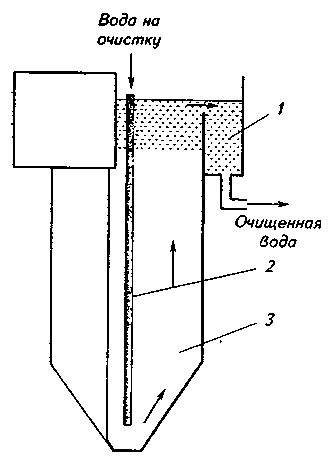 Вода на
очистку
1
Очищенная
вода
2
3